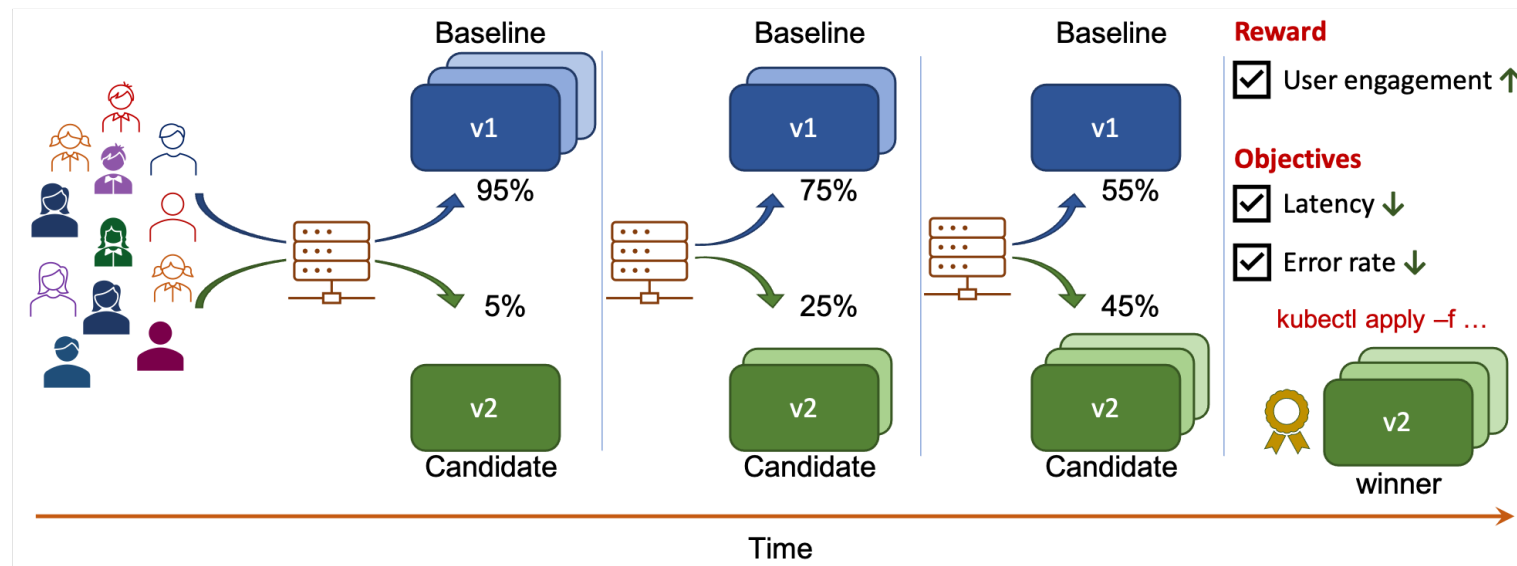 Baseline
v1
95%
5%
v2
Candidate
Baseline
v1
75%
25%
v2
Candidate
Baseline
v1
55%
45%
v2
Candidate
Reward
User engagement ↑
Objectives
Latency ↓
Error rate ↓
kubectl apply –f ...
v2
winner
Time